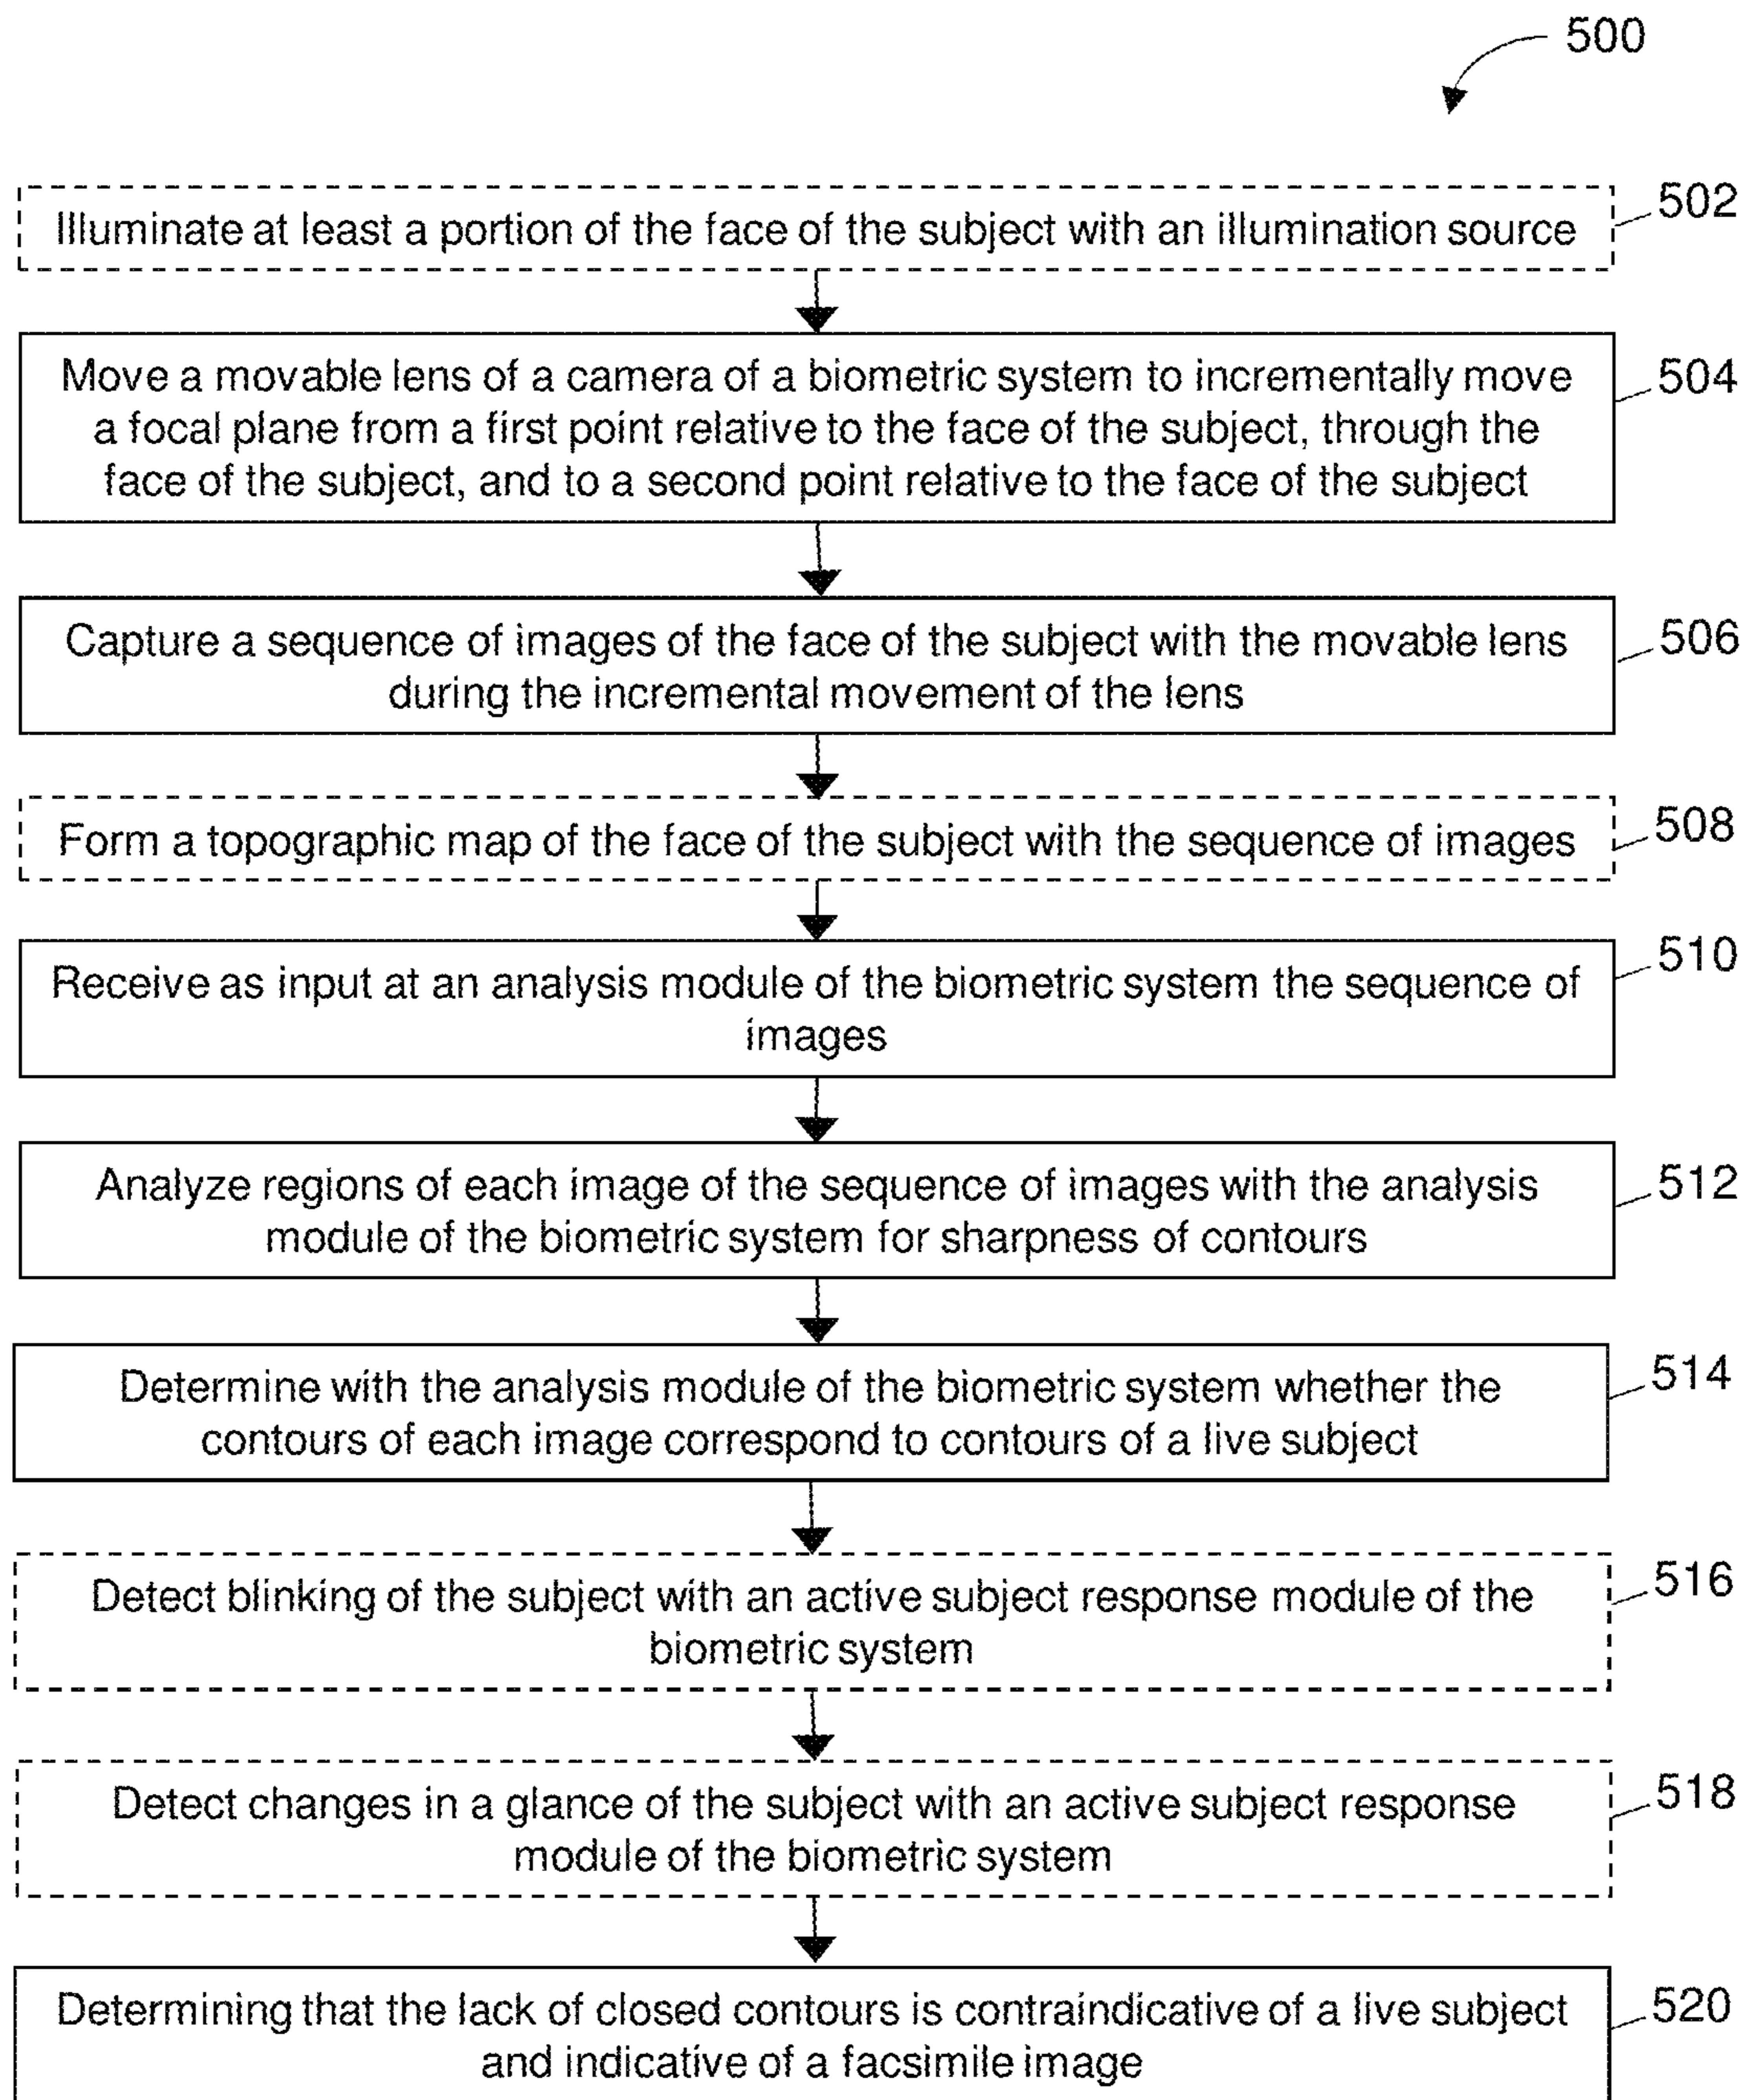 500
Illuminate at least a portion of the face of the subject with an illumination source
502
Move a movable lens of a camera of a biometric system to incrementally move
a focal plane from a first point relative to the face of the subject, through the
face of the subject, and to a second point relative to the face of the subject
504
Capture a sequence of images of the face of the subject with the movable lens
during the incremental movement of the lens
506
Form a topographic map of the face of the subject with the sequence of images
508
Receive as input at an analysis module of the biometric system the sequence of
images
510
Analyze regions of each image of the sequence of images with the analysis
module of the biometric system for sharpness of contours
512
Determine with the analysis module of the biometric system whether the
contours of each image correspond to contours of a live subject
514
Detect blinking of the subject with an active subject response module of the
biometric system
516
Detect changes in a glance of the subject with an active subject response
module of the biometric system
518
Determining that the lack of closed contours is contraindicative of a live subject
and indicative of a facsimile image
520